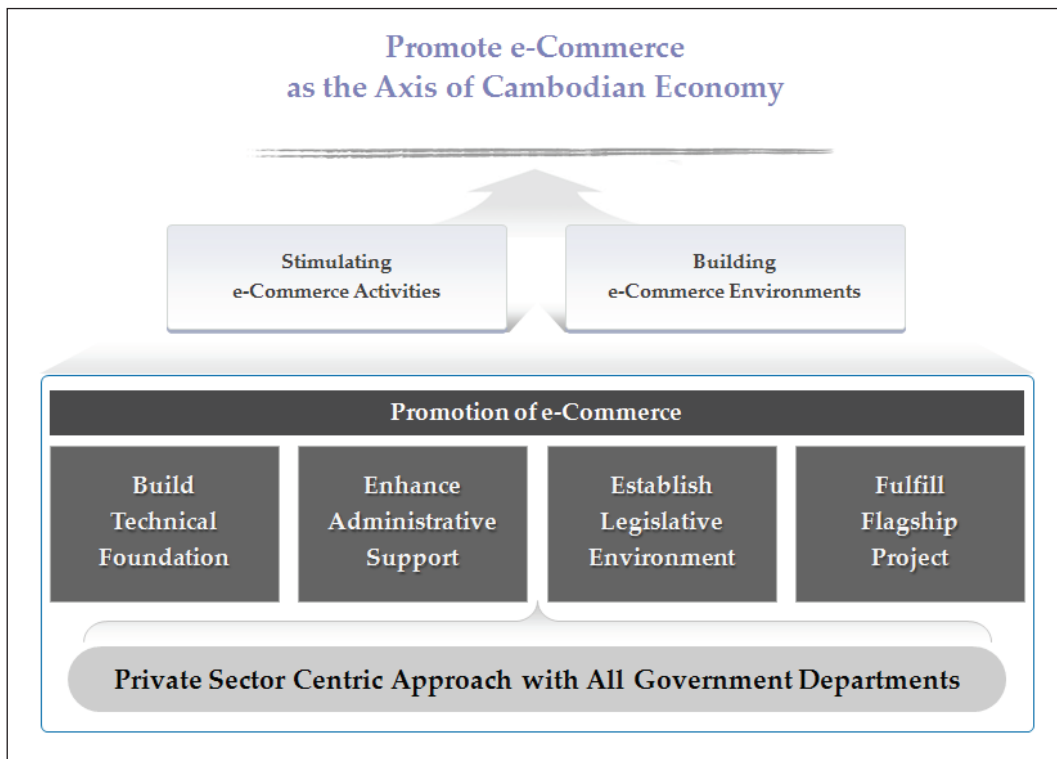 Promote e-Commerce
as the Axis of Cambodian Economy
Stimulating
e-Commerce Activities
Building
e-Commerce Environments
Promotion of e-Commerce
Build
Technical
Foundation
Enhance
Administrative
Support
Establish
Legislative
Environment
Fulfill
Flagship
Project
Private Sector Centric Approach with All Government Departments